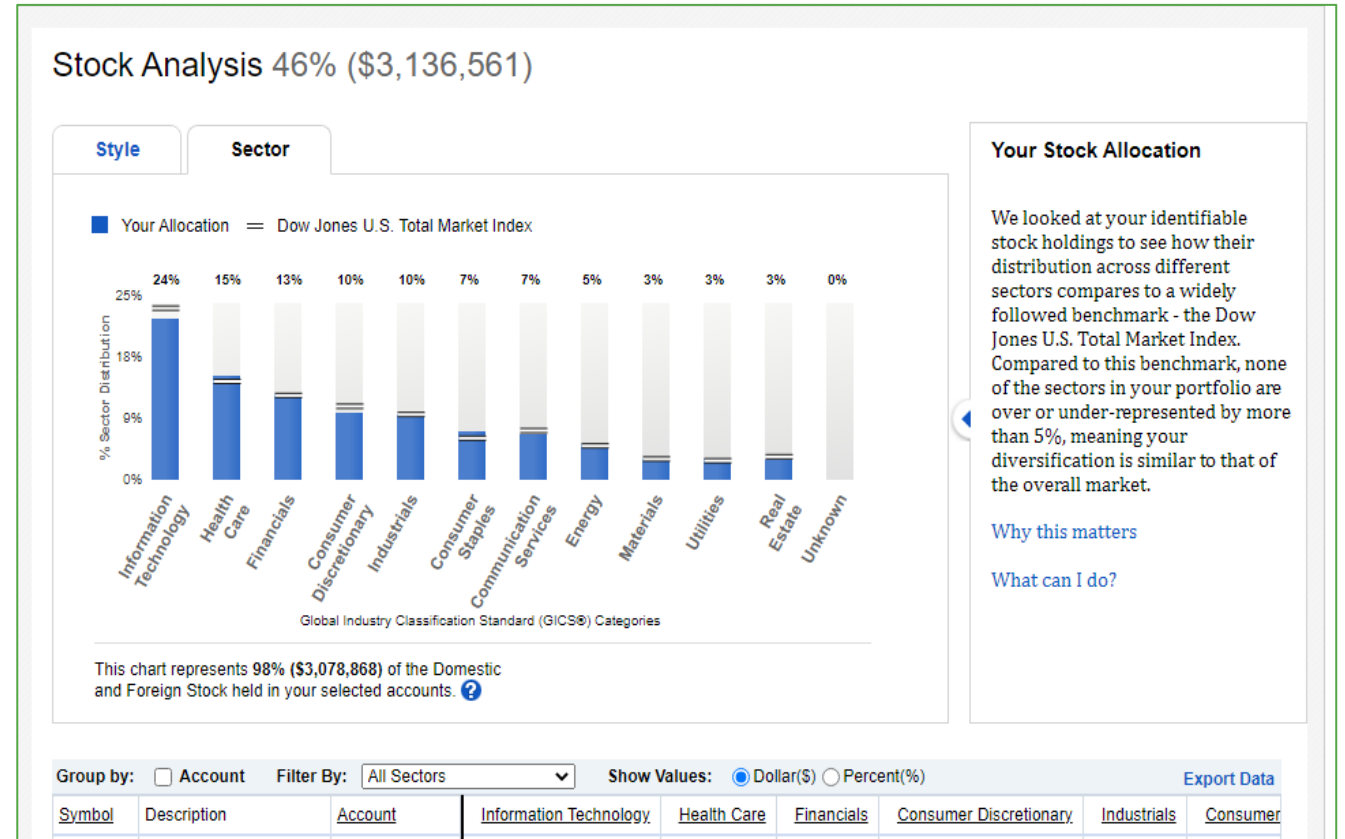 Stock Analysis 46% ($3,136,561)
Style
Sector
Your Allocation
Dow Jones U.S. Total Market Index
24%
15%
13%
10%
10%
7%
7%
5%
3%
3%
3%
0%
25%
18%
9%
0%
% Sector Distribution
Information
Technology
Health
Care
Financials
Consumer
Discretionary
Industrials
Consumer
Staples
Communication
Services
Energy
Materials
Utilities
Real
Estate
Unknown
Global Industry Classification Standard (GICS®) Categories
This chart represents 98% ($3,078,868) of the Domestic
and Foreign Stock held in your selected accounts. ?
Your Stock Allocation
We looked at your identifiable
stock holdings to see how their
distribution across different
sectors compares to a widely
followed benchmark - the Dow
Jones U.S. Total Market Index.
Compared to this benchmark, none
of the sectors in your portfolio are
over or under-represented by more
than 5%, meaning your
diversification is similar to that of
the overall market.
Why this matters
What can I do?
Group by: Account Filter By: All Sectors Show Values: Dollar($) Percent(%) Export Data
Symbol Description Account Information Technology Health Care Financials Consumer Discretionary Industrials Consumer